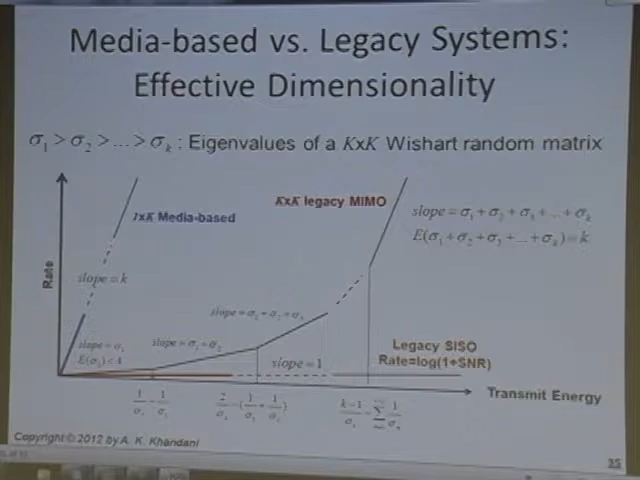 Media-based vs. Legacy Systems:
Effective Dimensionality
σ₁ > σ₂ > ... > σₖ : Eigenvalues of a KxK Wishart random matrix
1xK Media-based
KxK legacy MIMO
slope = σ₁ + σ₂ + σ₃ + ... + σₖ
E(σ₁ + σ₂ + σ₃ + ... + σₖ) = k
Rate
slope = k
slope = σ₁ + σ₂ + σ₃
slope = σ₁
E(σ₁) < 4
slope = σ₁ + σ₂
slope = 1
Legacy SISO
Rate=log(1+SNR)
Transmit Energy
Copyright © 2012 by A. K. Khandani
35